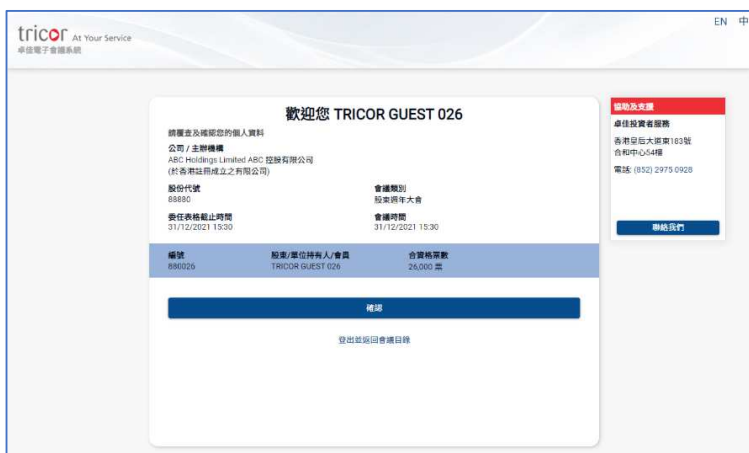 EN 中
tricor At Your Service
卓佳電子會議系統
歡迎您 TRICOR GUEST 026
請覆查及確認您的個人資料
公司 / 主辦機構
ABC Holdings Limited ABC 控股有限公司
(於香港註冊成立之有限公司)
股份代號 會議類別
88880 股東週年大會
委任表格截止時間 會議時間
31/12/2021 15:30 31/12/2021 15:30
編號 股東/單位持有人/會員 合資格票數
880026 TRICOR GUEST 026 26,000 票
確認
登出並返回會議目錄
協助及支援
卓佳投資者服務
香港皇后大道東183號
合和中心54樓
電話: (852) 2975 0928
聯絡我們